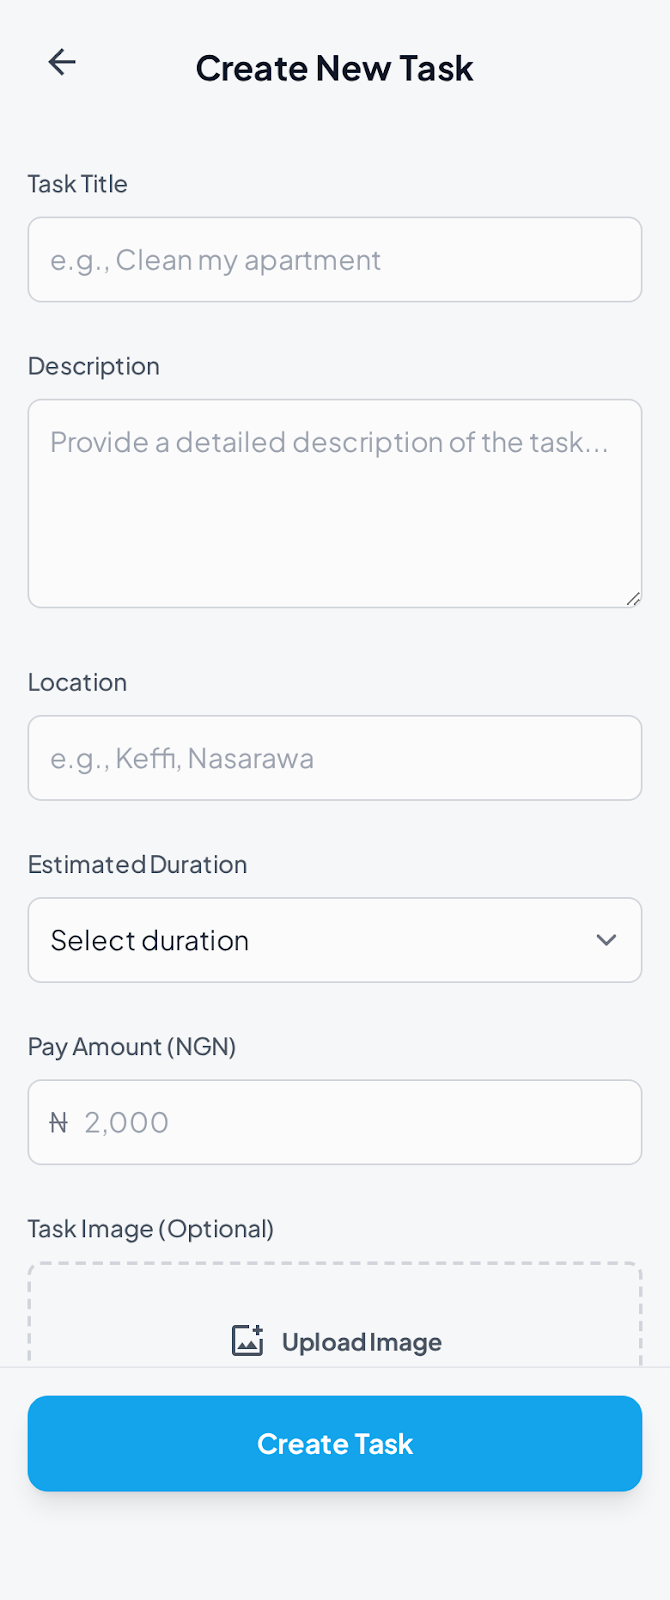 Create New Task
Task Title
e.g., Clean my apartment
Description
Provide a detailed description of the task...
Location
e.g., Keffi, Nasarawa
Estimated Duration
Select duration
Pay Amount (NGN)
₦ 2,000
Task Image (Optional)
Upload Image
Create Task